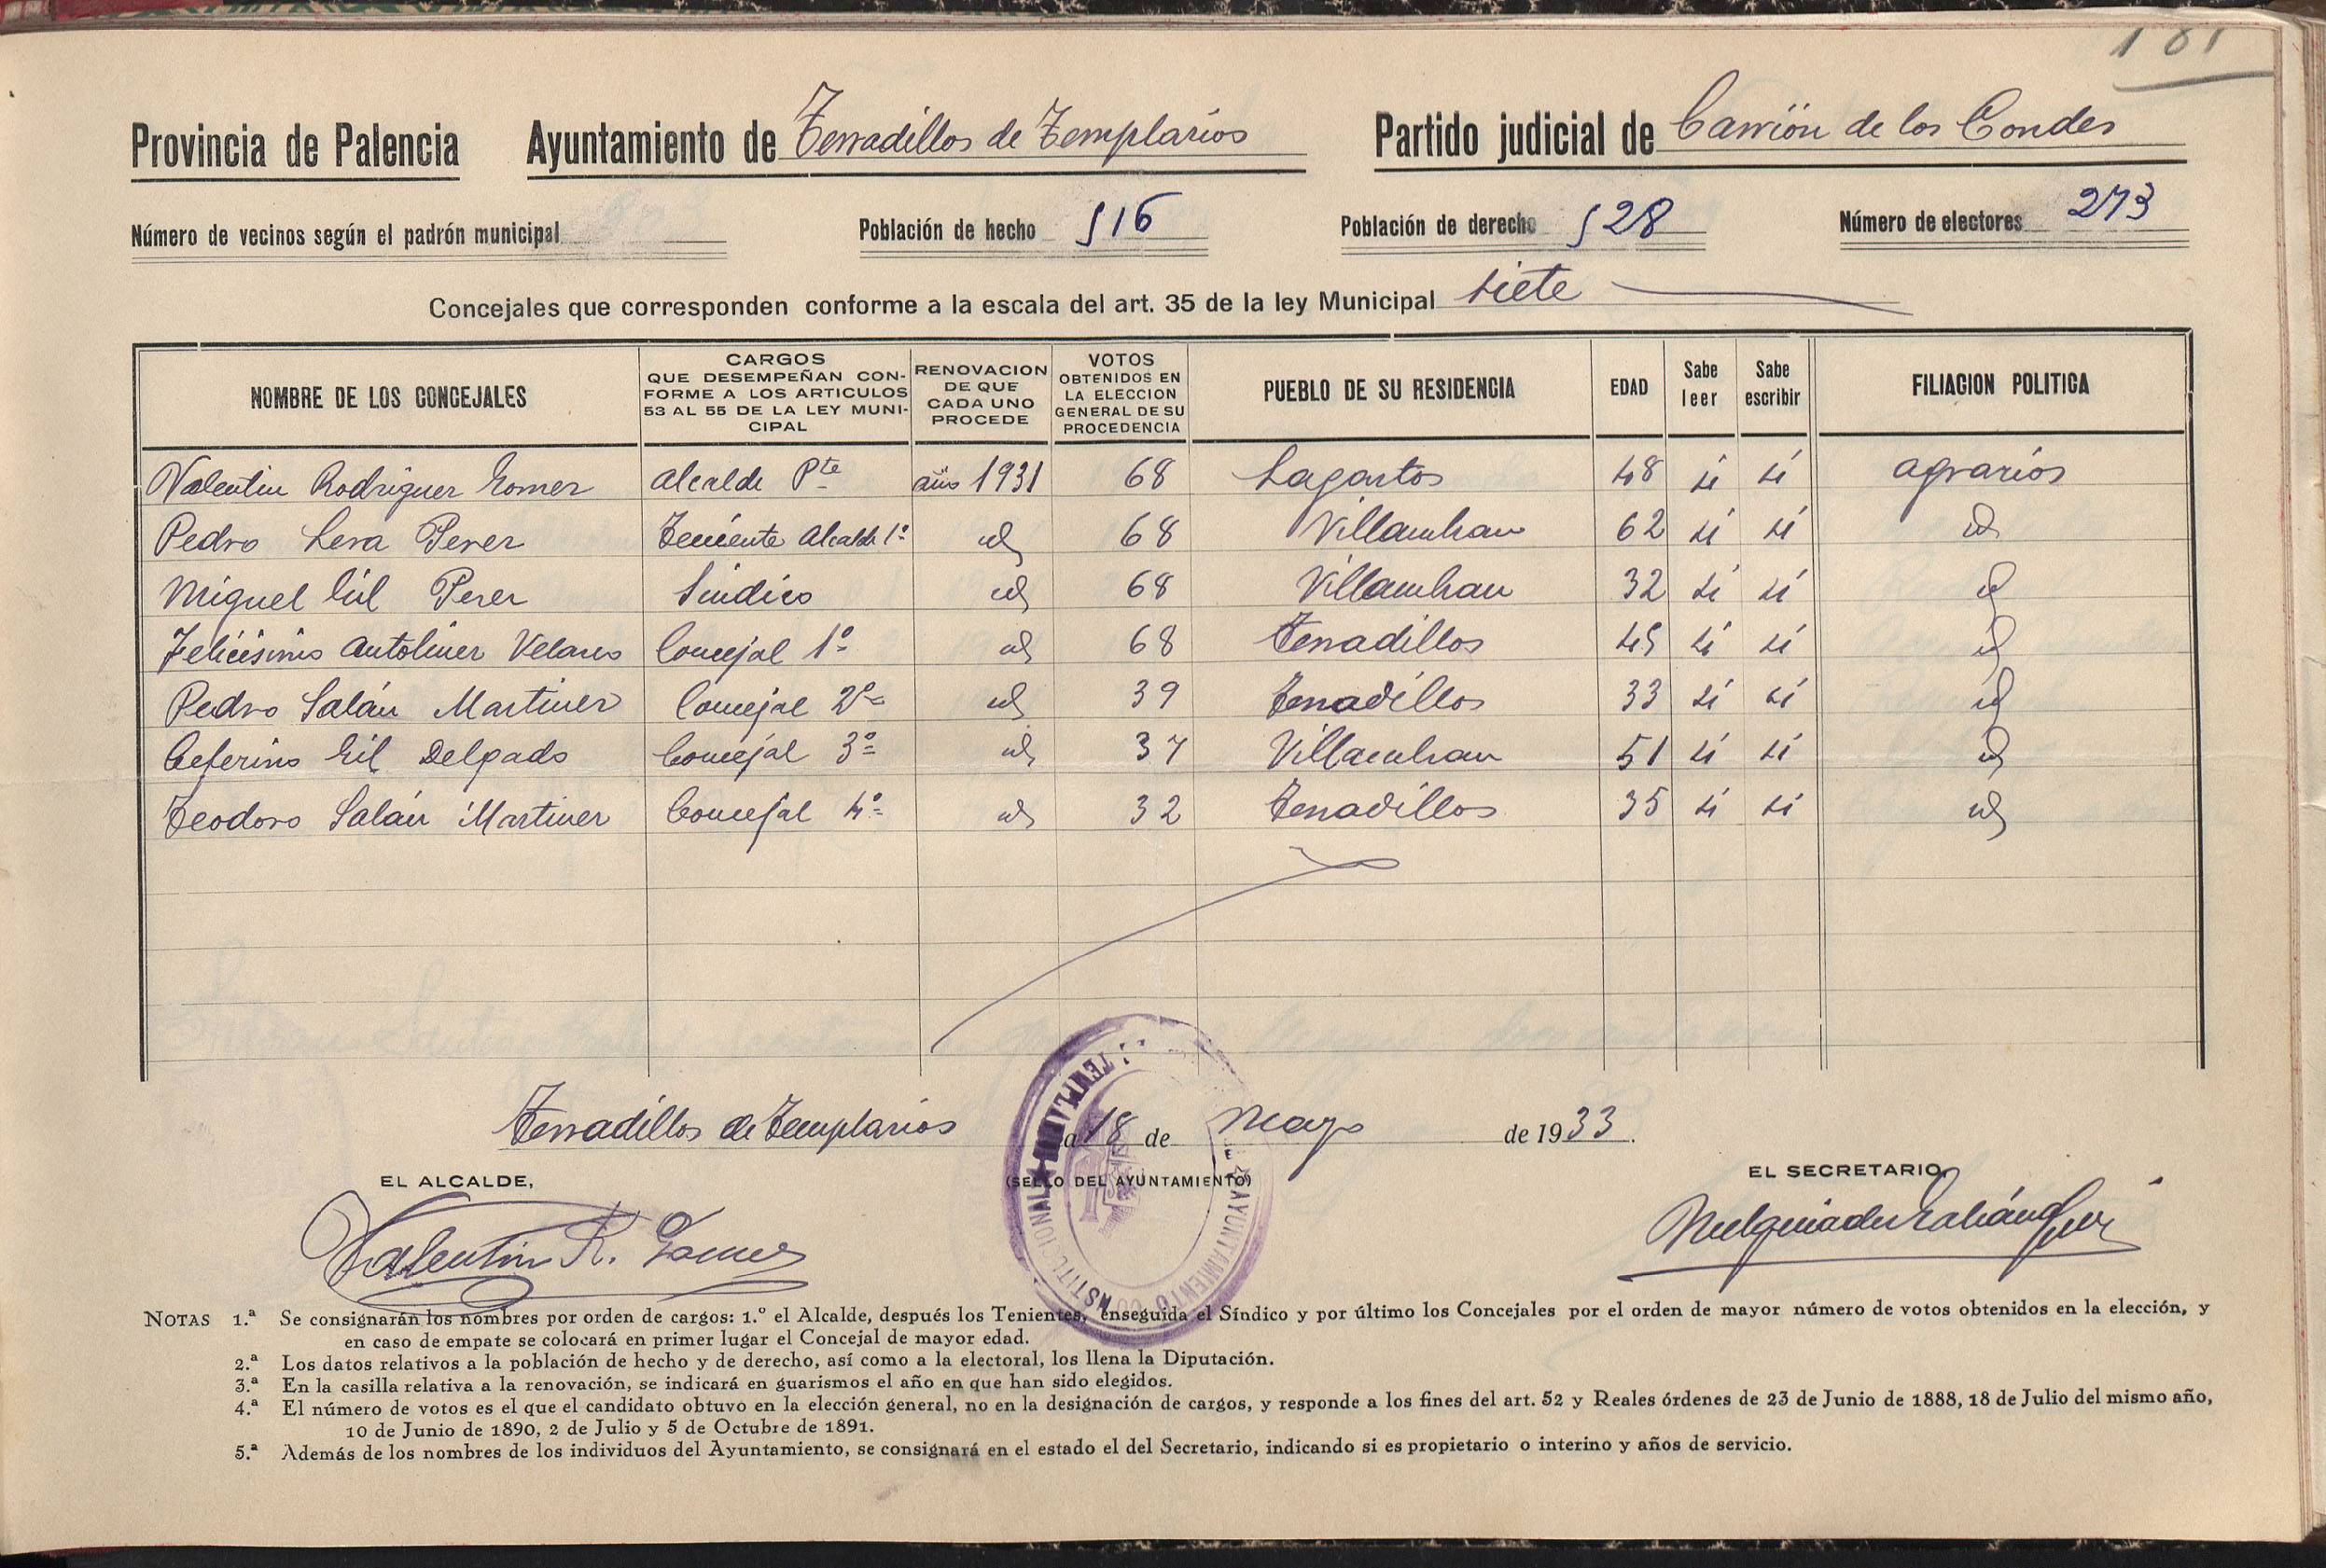 181
Provincia de Palencia Ayuntamiento de Terradillos de Templarios Partido judicial de Carrión de los Condes
Número de vecinos según el padrón municipal Población de hecho 516 Población de derecho 528 Número de electores 273
Concejales que corresponden conforme a la escala del art. 35 de la ley Municipal siete
NOMBRE DE LOS CONCEJALES
CARGOS
QUE DESEMPEÑAN CON-
FORME A LOS ARTICULOS
53 AL 55 DE LA LEY MUNI-
CIPAL
RENOVACION
DE QUE
CADA UNO
PROCEDE
VOTOS
OBTENIDOS EN
LA ELECCION
GENERAL DE SU
PROCEDENCIA
PUEBLO DE SU RESIDENCIA
EDAD
Sabe
leer
Sabe
escribir
FILIACION POLITICA
Valentin Rodriguez Gomez Alcalde Pte año 1931 68 Lagartos 48 si si agrarios
Pedro Lera Perez Teniente Alcalde 1º id 68 Villambran 62 si si id
Miguel Gil Perez Sindico id 68 Villambran 32 si si id
Felicisimo Antolinez Velasco Concejal 1º id 68 Terradillos 45 si si id
Pedro Salán Martinez Concejal 2º id 39 Terradillos 33 si si id
Ceferino Gil Delgado Concejal 3º id 37 Villambran 51 si si id
Teodoro Salán Martinez Concejal 4º id 32 Terradillos 35 si si id
Terradillos de Templarios a 18 de Mayo de 1933.
EL ALCALDE, (SELLO DEL AYUNTAMIENTO) EL SECRETARIO,
AYUNTAMIENTO CONSTITUCIONAL
Valentin R. Gomez
NOTAS 1.ª Se consignarán los nombres por orden de cargos: 1.º el Alcalde, después los Tenientes, enseguida el Síndico y por último los Concejales por el orden de mayor número de votos obtenidos en la elección, y
en caso de empate se colocará en primer lugar el Concejal de mayor edad.
2.ª Los datos relativos a la población de hecho y de derecho, así como a la electoral, los llena la Diputación.
3.ª En la casilla relativa a la renovación, se indicará en guarismos el año en que han sido elegidos.
4.ª El número de votos es el que el candidato obtuvo en la elección general, no en la designación de cargos, y responde a los fines del art. 52 y Reales órdenes de 23 de Junio de 1888, 18 de Julio del mismo año,
10 de Junio de 1890, 2 de Julio y 5 de Octubre de 1891.
5.ª Además de los nombres de los individuos del Ayuntamiento, se consignará en el estado el del Secretario, indicando si es propietario o interino y años de servicio.